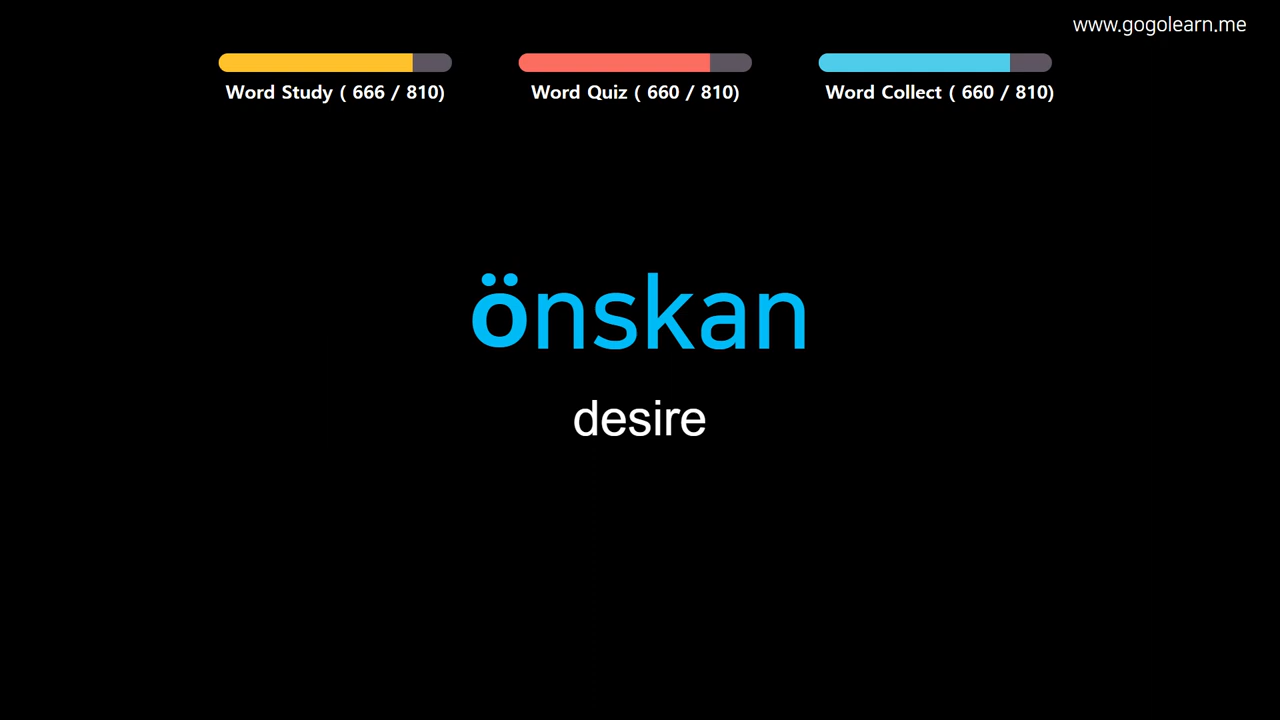 www.gogolearn.me
Word Study ( 666 / 810)
Word Quiz ( 660 / 810)
Word Collect ( 660 / 810)
önskan
desire